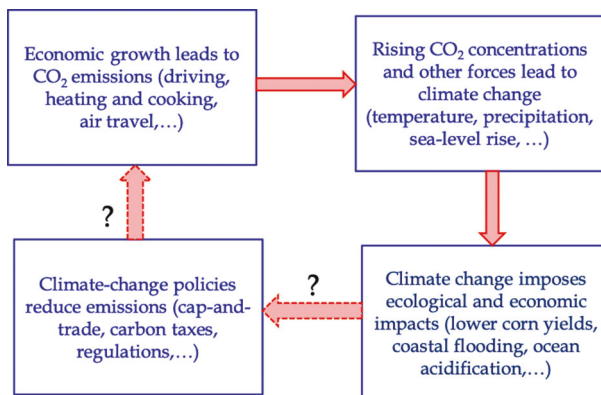 Economic growth leads to
CO₂ emissions (driving,
heating and cooking,
air travel,...)
Rising CO₂ concentrations
and other forces lead to
climate change
(temperature, precipitation,
sea-level rise, ...)
?
?
Climate-change policies
reduce emissions (cap-and-
trade, carbon taxes,
regulations,...)
Climate change imposes
ecological and economic
impacts (lower corn yields,
coastal flooding, ocean
acidification,...)